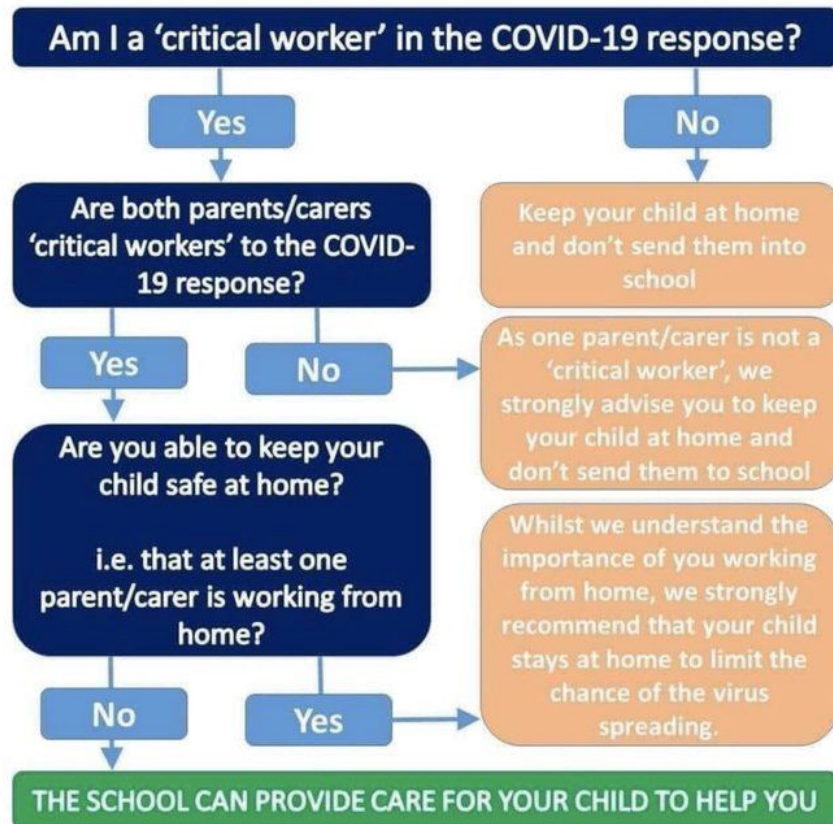 Am I a ‘critical worker’ in the COVID-19 response?
Yes
No
Are both parents/carers
‘critical workers’ to the COVID-
19 response?
Keep your child at home
and don’t send them into
school
Yes
No
As one parent/carer is not a
‘critical worker’, we
strongly advise you to keep
your child at home and
don’t send them to school
Are you able to keep your
child safe at home?
i.e. that at least one
parent/carer is working from
home?
Whilst we understand the
importance of you working
from home, we strongly
recommend that your child
stays at home to limit the
chance of the virus
spreading.
No
Yes
THE SCHOOL CAN PROVIDE CARE FOR YOUR CHILD TO HELP YOU